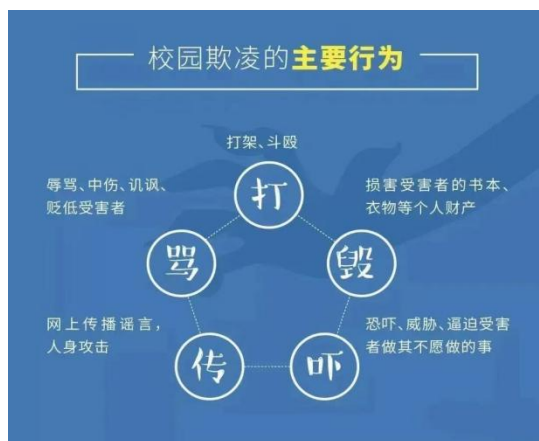 校园欺凌的主要行为
打架、斗殴
打
辱骂、中伤、讥讽、
贬低受害者
骂
损害受害者的书本、
衣物等个人财产
毁
网上传播谣言，
人身攻击
传
恐吓、威胁、逼迫受害
者做其不愿做的事
吓